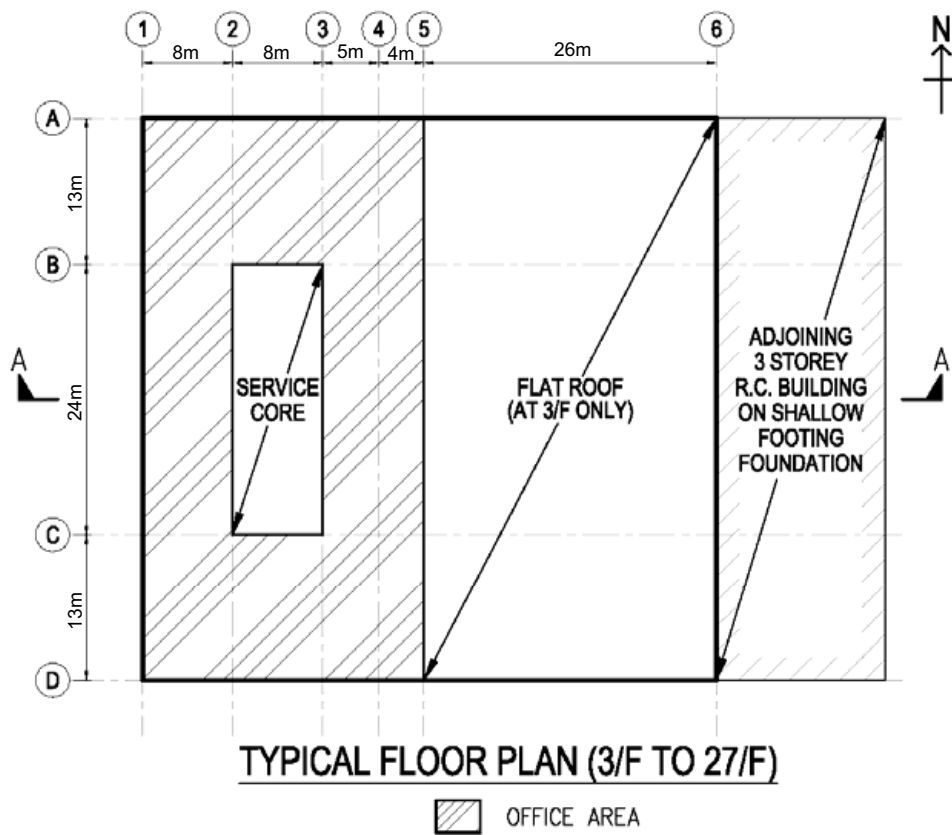 1 2 3 4 5 6
8m 8m 5m 4m 26m
N
A
13m
B
24m
C
13m
D
A
A
SERVICE
CORE
FLAT ROOF
(AT 3/F ONLY)
ADJOINING
3 STOREY
R.C. BUILDING
ON SHALLOW
FOOTING
FOUNDATION
TYPICAL FLOOR PLAN (3/F TO 27/F)
OFFICE AREA